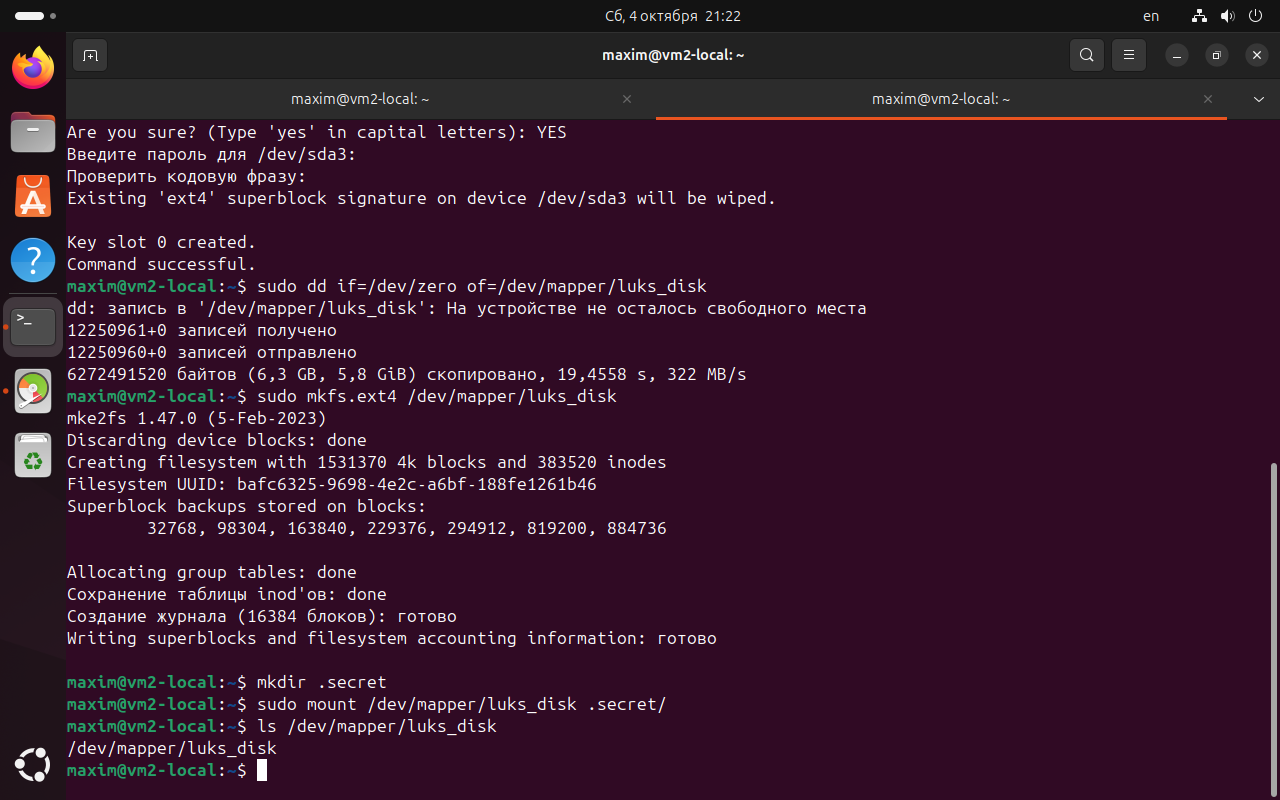 Сб, 4 октября 21:22
en
maxim@vm2-local: ~
maxim@vm2-local: ~
maxim@vm2-local: ~
Are you sure? (Type 'yes' in capital letters): YES
Введите пароль для /dev/sda3:
Проверить кодовую фразу:
Existing 'ext4' superblock signature on device /dev/sda3 will be wiped.
Key slot 0 created.
Command successful.
maxim@vm2-local:~$ sudo dd if=/dev/zero of=/dev/mapper/luks_disk
dd: запись в '/dev/mapper/luks_disk': На устройстве не осталось свободного места
12250961+0 записей получено
12250960+0 записей отправлено
6272491520 байтов (6,3 GB, 5,8 GiB) скопировано, 19,4558 s, 322 MB/s
maxim@vm2-local:~$ sudo mkfs.ext4 /dev/mapper/luks_disk
mke2fs 1.47.0 (5-Feb-2023)
Discarding device blocks: done
Creating filesystem with 1531370 4k blocks and 383520 inodes
Filesystem UUID: bafc6325-9698-4e2c-a6bf-188fe1261b46
Superblock backups stored on blocks:
32768, 98304, 163840, 229376, 294912, 819200, 884736
Allocating group tables: done
Сохранение таблицы inod'ов: done
Создание журнала (16384 блоков): готово
Writing superblocks and filesystem accounting information: готово
maxim@vm2-local:~$ mkdir .secret
maxim@vm2-local:~$ sudo mount /dev/mapper/luks_disk .secret/
maxim@vm2-local:~$ ls /dev/mapper/luks_disk
/dev/mapper/luks_disk
maxim@vm2-local:~$